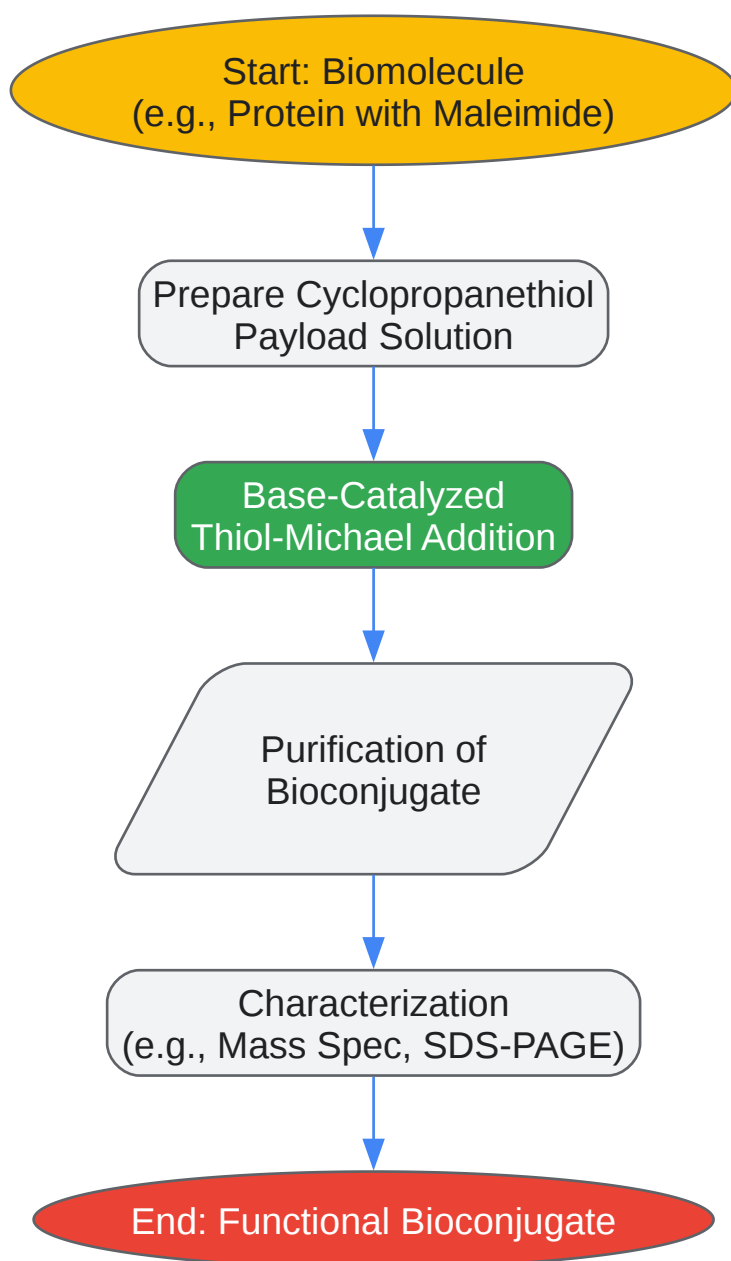 Start: Biomolecule
(e.g., Protein with Maleimide)
Prepare Cyclopropanethiol
Payload Solution
Base-Catalyzed
Thiol-Michael Addition
Purification of
Bioconjugate
Characterization
(e.g., Mass Spec, SDS-PAGE)
End: Functional Bioconjugate